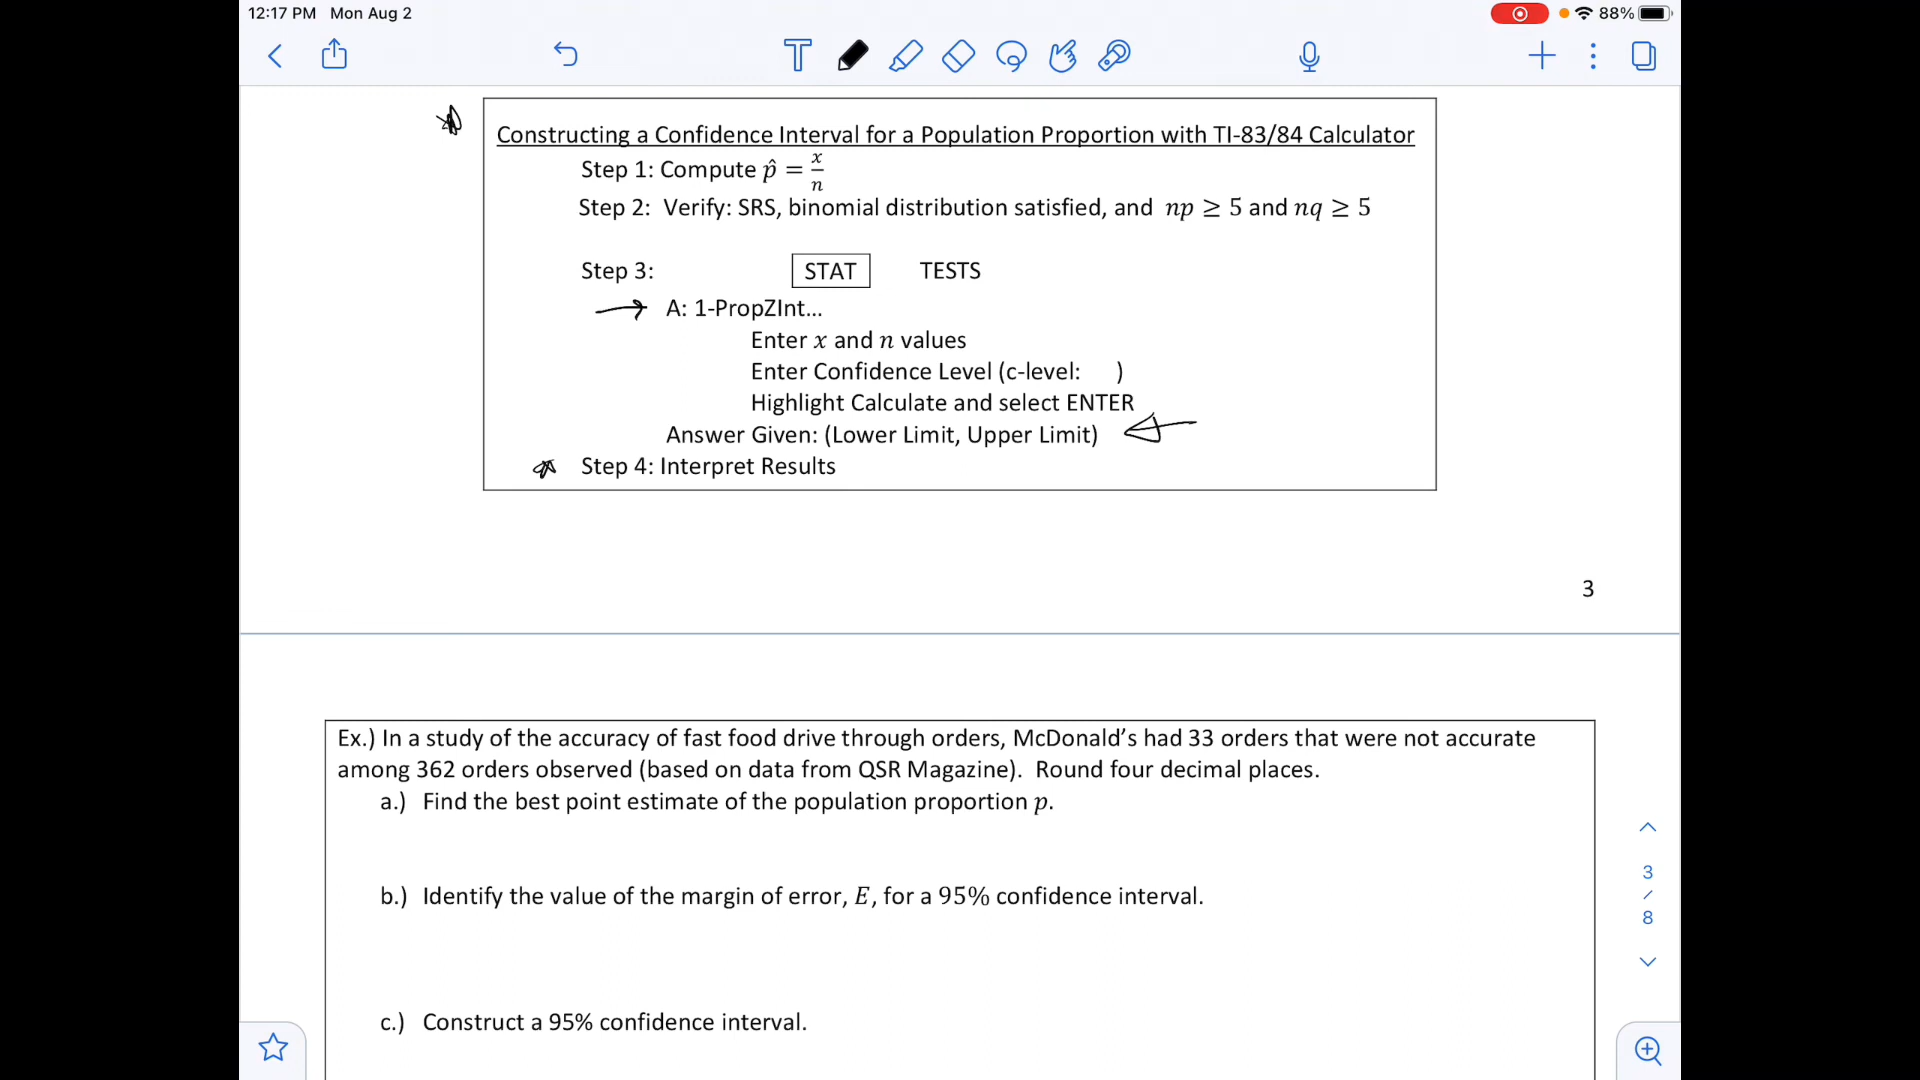 12:17 PM Mon Aug 2
88%
Constructing a Confidence Interval for a Population Proportion with TI-83/84 Calculator
Step 1: Compute p̂ = x/n
Step 2: Verify: SRS, binomial distribution satisfied, and np ≥ 5 and nq ≥ 5
Step 3: STAT TESTS
A: 1-PropZInt...
Enter x and n values
Enter Confidence Level (c-level: )
Highlight Calculate and select ENTER
Answer Given: (Lower Limit, Upper Limit)
Step 4: Interpret Results
3
Ex.) In a study of the accuracy of fast food drive through orders, McDonald’s had 33 orders that were not accurate
among 362 orders observed (based on data from QSR Magazine). Round four decimal places.
a.) Find the best point estimate of the population proportion p.
b.) Identify the value of the margin of error, E, for a 95% confidence interval.
c.) Construct a 95% confidence interval.
3
/
8